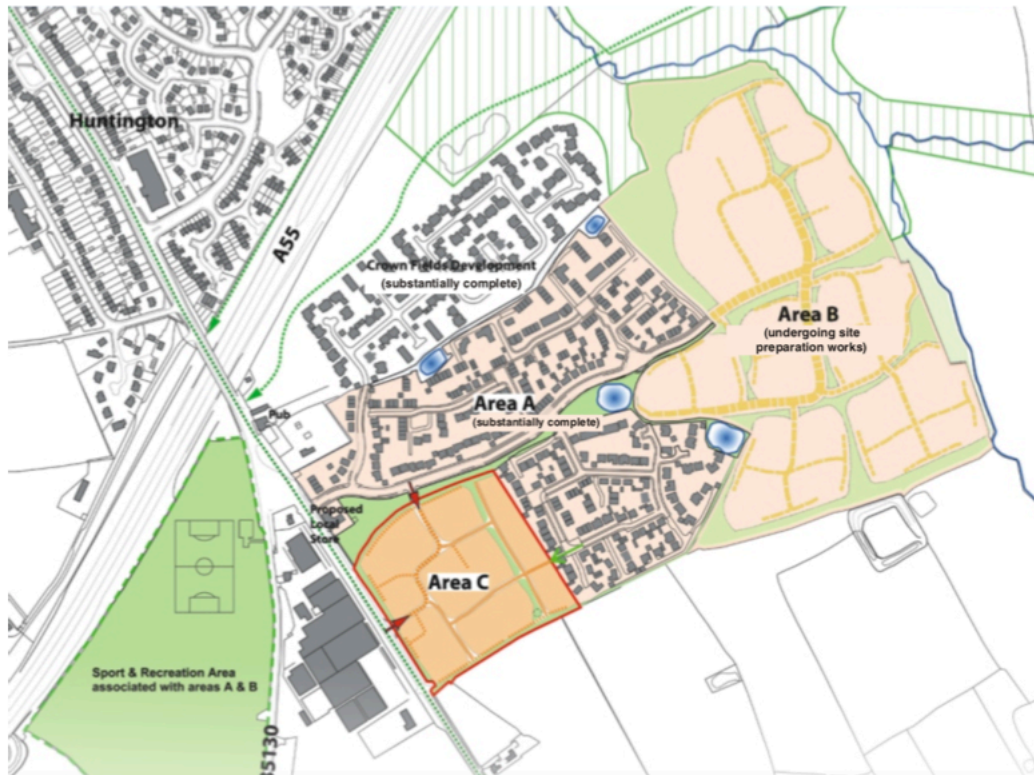 Huntington
A55
Crown Fields Development
(substantially complete)
Area B
(undergoing site
preparation works)
Pub
Area A
(substantially complete)
Proposed
Local
Store
Area C
Sport & Recreation Area
associated with areas A & B
35130